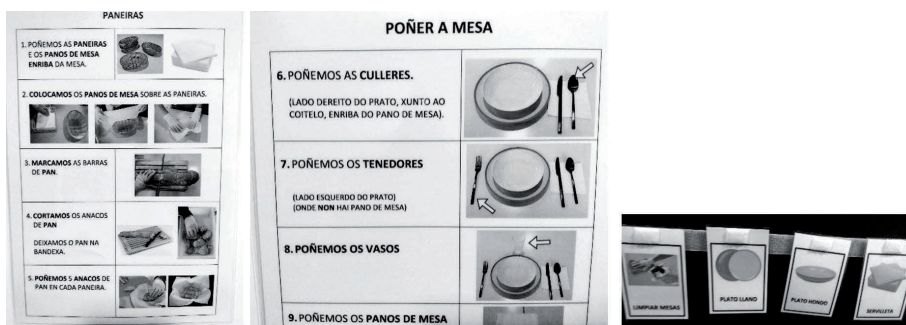 PANEIRAS
1. POÑEMOS AS PANEIRAS
E OS PANOS DE MESA
ENRIBA DA MESA.
2. COLOCAMOS OS PANOS DE MESA SOBRE AS PANEIRAS.
3. MARCAMOS AS BARRAS
DE PAN.
4. CORTAMOS OS ANACOS
DE PAN
DEIXAMOS O PAN NA
BANDEXA.
5. POÑEMOS 5 ANACOS DE
PAN EN CADA PANEIRA.
POÑER A MESA
6. POÑEMOS AS CULLERES.
(LADO DEREITO DO PRATO, XUNTO AO
COITELO, ENRIBA DO PANO DE MESA).
7. POÑEMOS OS TENEDORES
(LADO ESQUERDO DO PRATO)
(ONDE NON HAI PANO DE MESA)
8. POÑEMOS OS VASOS
9. POÑEMOS OS PANOS DE MESA
LIMPIAR MESAS
PLATO LLANO
PLATO HONDO
SERVILLETA